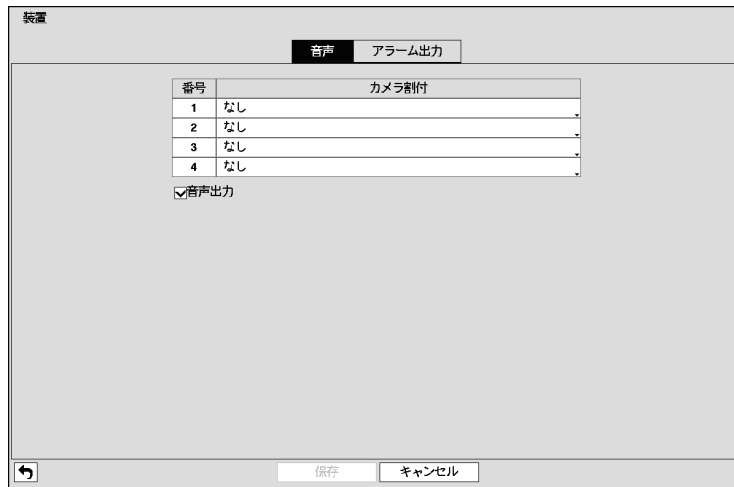 装置
音声 アラーム出力
番号 カメラ割付
1 なし
2 なし
3 なし
4 なし
音声出力
保存 キャンセル